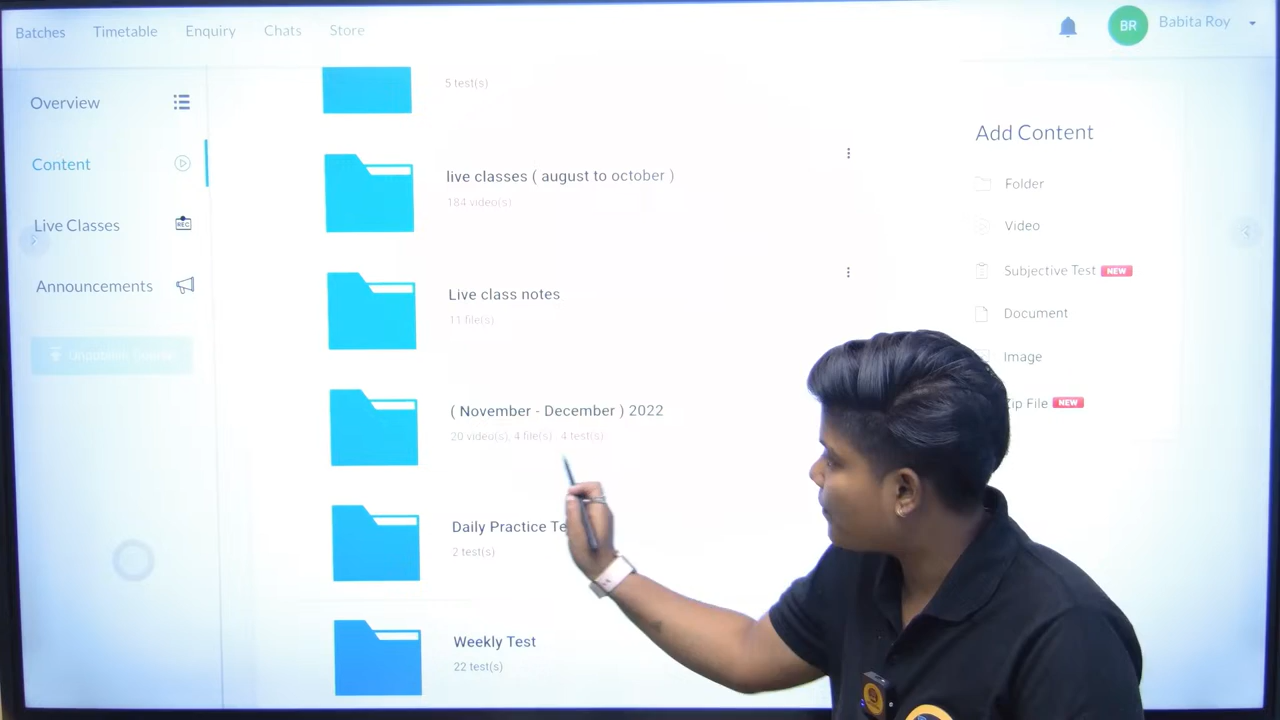 Batches Timetable Enquiry Chats Store
BR Babita Roy
Overview
Content
Live Classes
REC
Announcements
5 test(s)
live classes ( august to october )
184 video(s)
Live class notes
11 file(s)
( November - December ) 2022
20 video(s), 4 file(s), 4 test(s)
Daily Practice
2 test(s)
Weekly Test
22 test(s)
Add Content
Folder
Video
Subjective Test NEW
Document
Image
File NEW